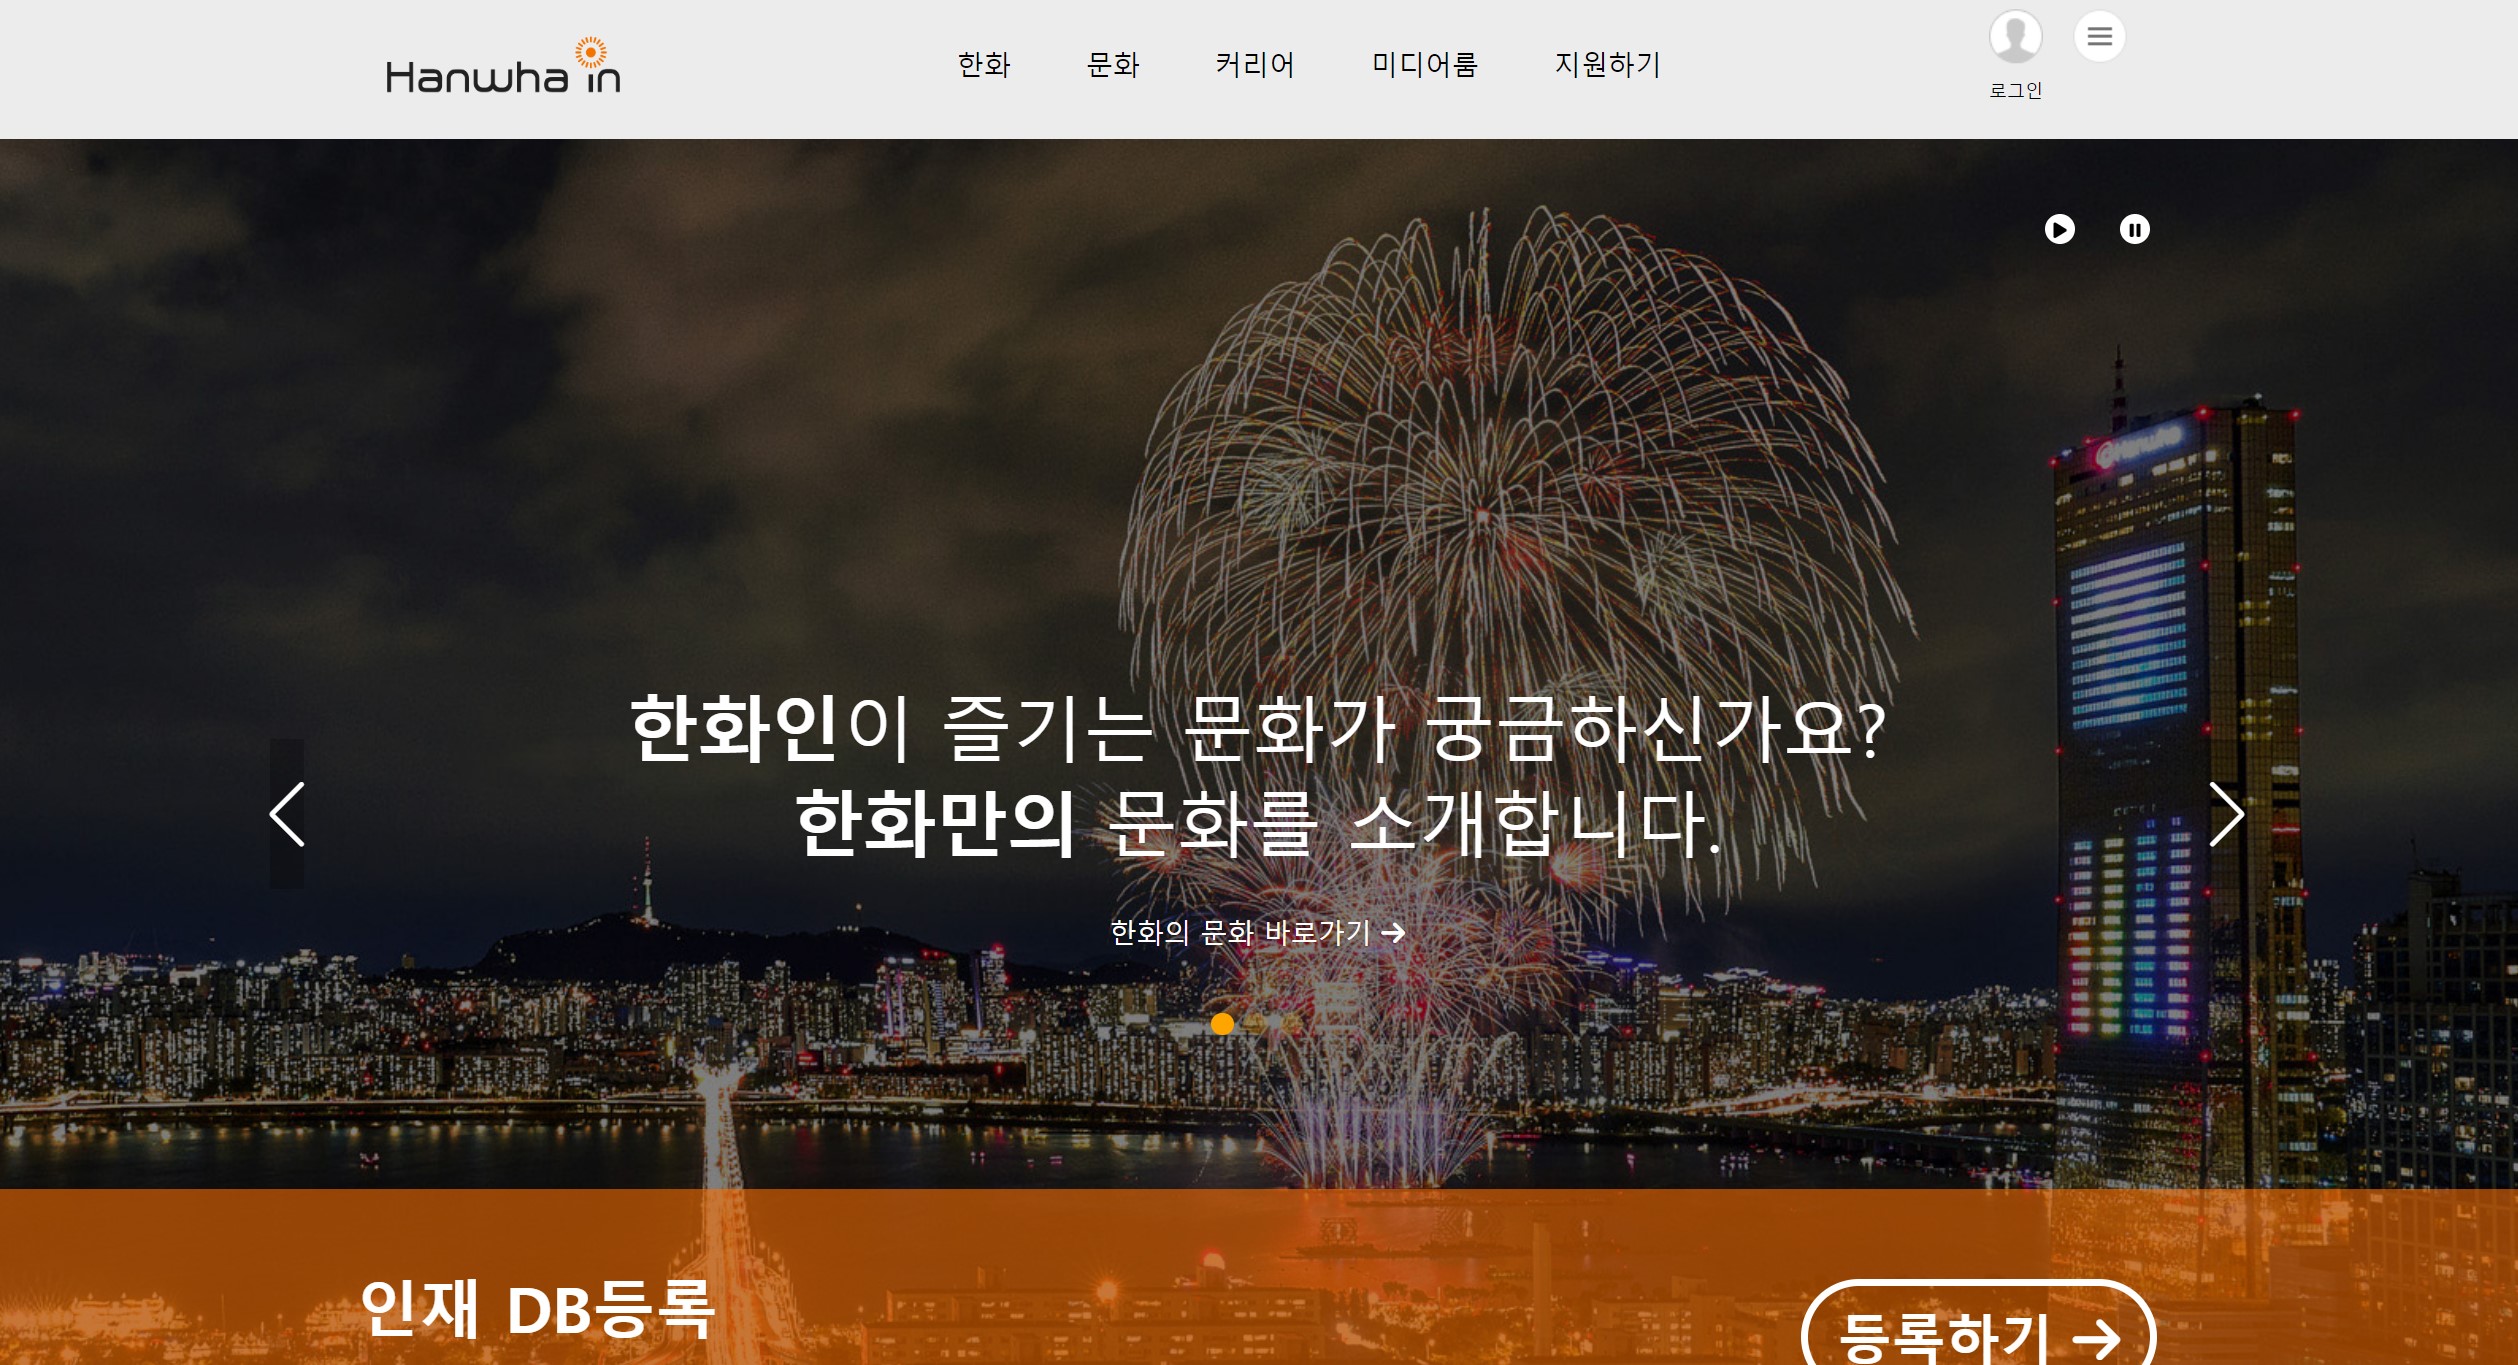 Hanwha in
한화 문화 커리어 미디어룸 지원하기
로그인
Hanwha
한화인이 즐기는 문화가 궁금하신가요?
한화만의 문화를 소개합니다.
한화의 문화 바로가기
인재 DB등록
등록하기